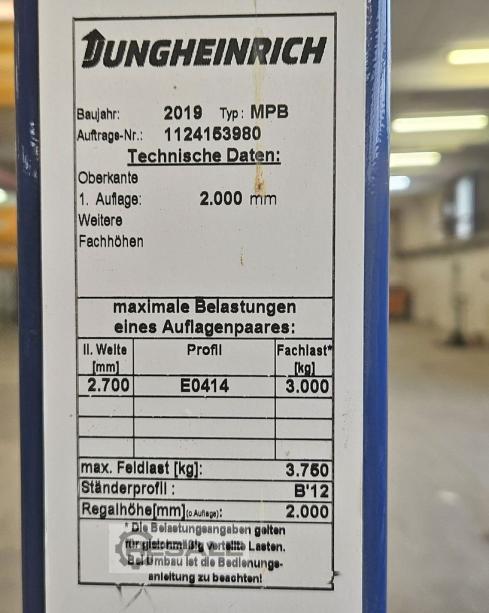 JUNGHEINRICH
Baujahr: 2019 Typ: MPB
Auftrags-Nr.: 1124153980
Technische Daten:
Oberkante
1. Auflage: 2.000 mm
Weitere
Fachhöhen
maximale Belastungen
eines Auflagenpaares:
li. Weite Profil Fachlast*
[mm] [kg]
2.700 E0414 3.000
max. Feldlast [kg]: 3.750
Ständerprofil : B'12
Regalhöhe[mm](o.Auflage): 2.000
* Die Belastungsangaben gelten
für gleichmäßig verteilte Lasten.
Bei Umbau ist die Bedienungs-
anleitung zu beachten!